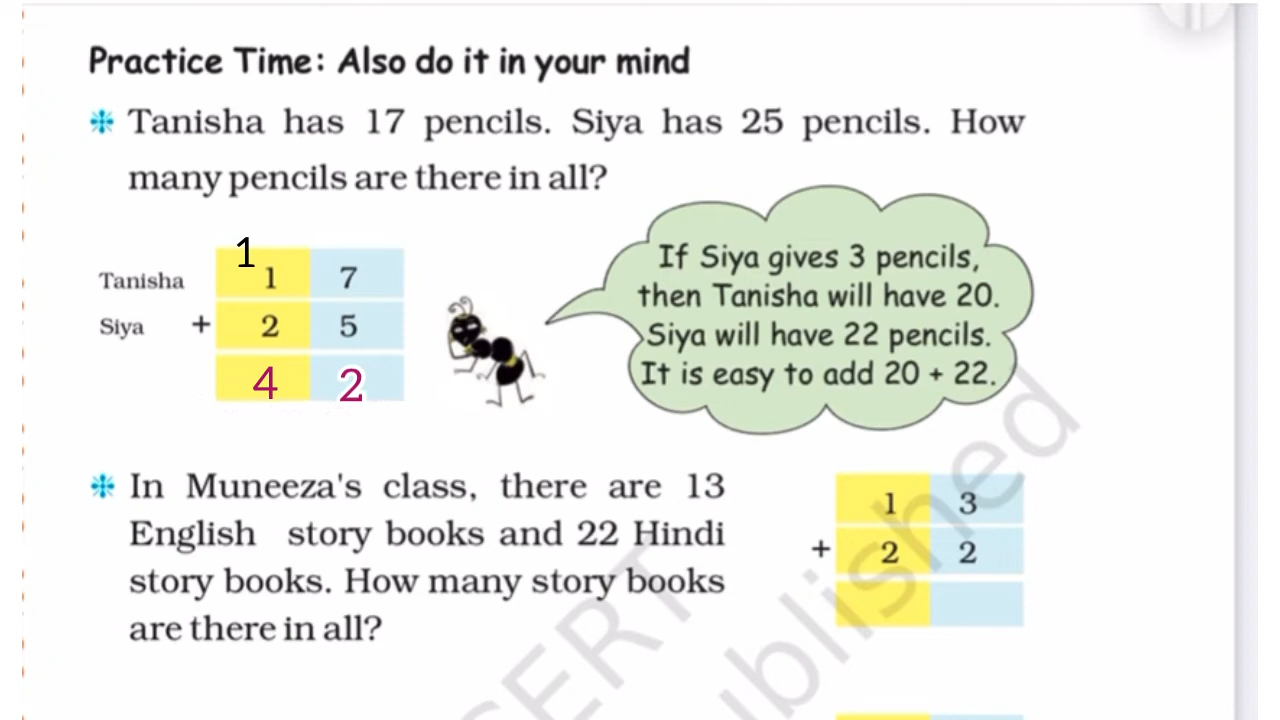 Practice Time: Also do it in your mind
Tanisha has 17 pencils. Siya has 25 pencils. How
many pencils are there in all?
1
Tanisha 1 7
Siya + 2 5
4 2
If Siya gives 3 pencils,
then Tanisha will have 20.
Siya will have 22 pencils.
It is easy to add 20 + 22.
In Muneeza's class, there are 13
English story books and 22 Hindi
story books. How many story books
are there in all?
1 3
+ 2 2